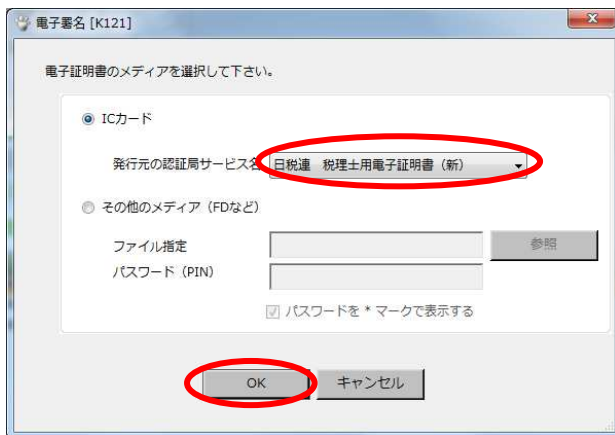 電子署名 [K121]
電子証明書のメディアを選択して下さい。
ICカード
発行元の認証局サービス名 日税連 税理士用電子証明書（新）
その他のメディア（FDなど）
ファイル指定 参照
パスワード（PIN）
パスワードを * マークで表示する
OK キャンセル